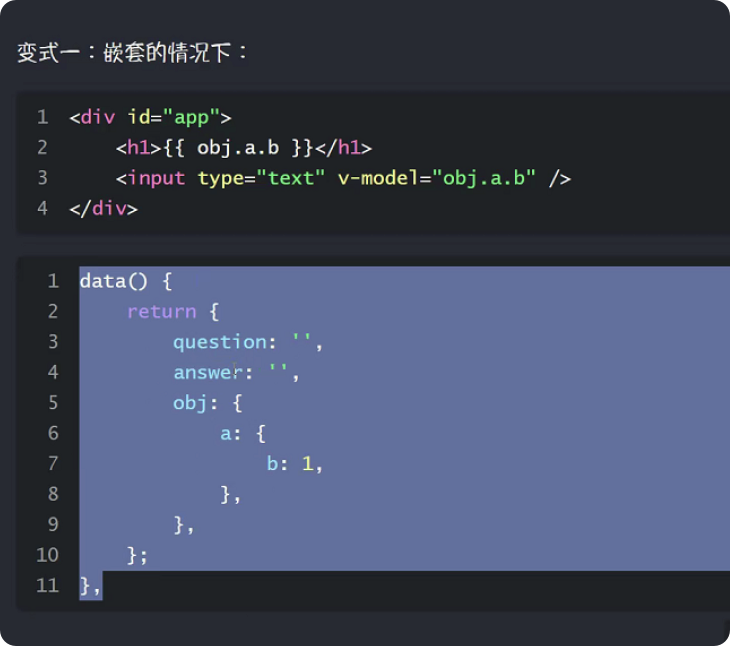 变式一：嵌套的情况下：
1 <div id="app">
2     <h1>{{ obj.a.b }}</h1>
3     <input type="text" v-model="obj.a.b" />
4 </div>
1 data() {
2     return {
3         question: '',
4         answer: '',
5         obj: {
6             a: {
7                 b: 1,
8             },
9         },
10     };
11 },